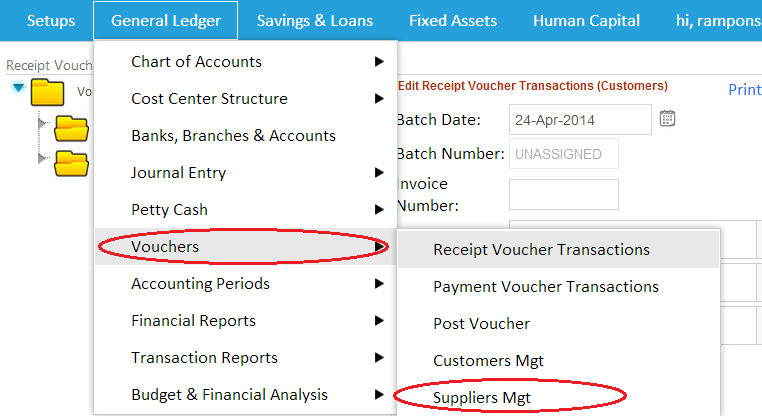 Setups General Ledger Savings & Loans Fixed Assets Human Capital hi, rampons
Receipt Vouch
Vo
Chart of Accounts
Cost Center Structure
Banks, Branches & Accounts
Journal Entry
Petty Cash
Vouchers
Accounting Periods
Financial Reports
Transaction Reports
Budget & Financial Analysis
Edit Receipt Voucher Transactions (Customers)
Print
Batch Date: 24-Apr-2014
Batch Number: UNASSIGNED
Invoice
Number:
Receipt Voucher Transactions
Payment Voucher Transactions
Post Voucher
Customers Mgt
Suppliers Mgt